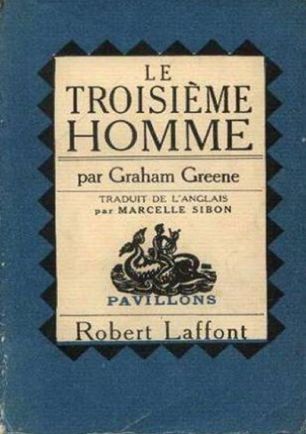 LE
TROISIÈME
HOMME
par Graham Greene
TRADUIT DE L'ANGLAIS
par MARCELLE SIBON
PAVILLONS
Robert Laffont